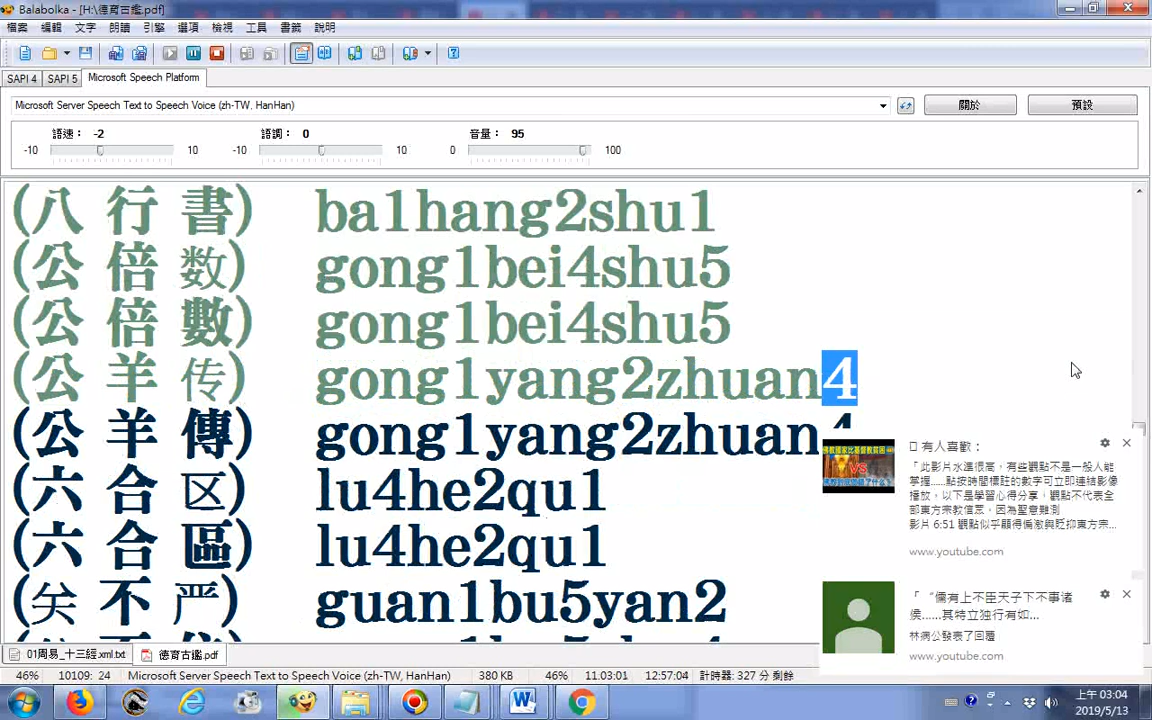 Balabolka - [H:\德育古鑑.pdf]
檔案 編輯 文字 朗讀 引擎 選項 檢視 工具 書籤 說明
SAPI 4 SAPI 5 Microsoft Speech Platform
Microsoft Server Speech Text to Speech Voice (zh-TW, HanHan) 關於 預設
語速： -2 語調： 0 音量： 95
-10 10 -10 10 0 100
(八 行 書) ba1hang2shu1
(公 倍 数) gong1bei4shu5
(公 倍 數) gong1bei4shu5
(公 羊 传) gong1yang2zhuan4
(公 羊 傳) gong1yang2zhuan4
(六 合 区) lu4he2qu1
(六 合 區) lu4he2qu1
(关 不 严) guan1bu5yan2
有人喜歡：
「此影片水準很高，有些觀點不是一般人能
掌握......點按時間標註的數字可立即連結影像
播放，以下是學習心得分享，觀點不代表全
部東方宗教信眾，因為聖意難測
影片 6:51 觀點似乎顯得偏激與貶抑東方宗...
www.youtube.com
「 “儒有上不臣天子下不事诸
侯......其特立独行有如...
林柄公發表了回覆
www.youtube.com
01周易_十三經.xml.txt 德育古鑑.pdf
46% 10109: 24 Microsoft Server Speech Text to Speech Voice (zh-TW, HanHan) 380 KB 46% 11:03:01 12:57:04 計時器: 327 分 剩餘
上午 03:04
2019/5/13